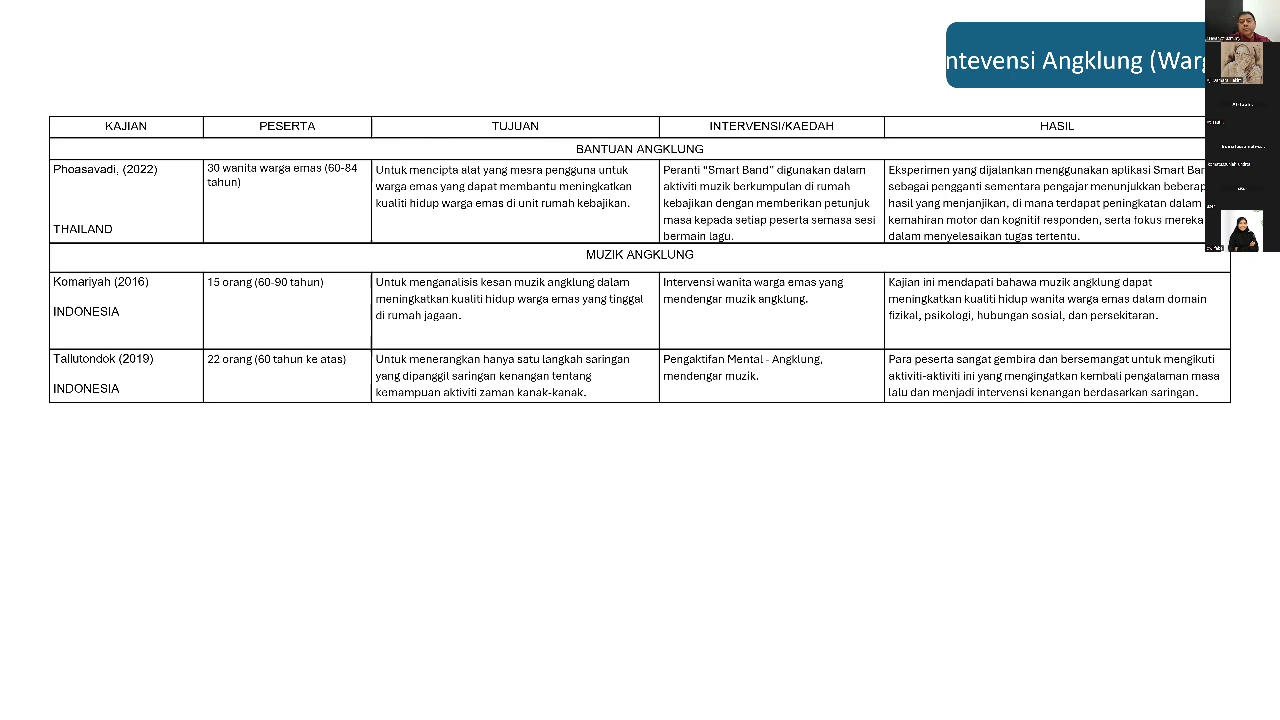 ntevensi Angklung (Warg
KAJIAN PESERTA TUJUAN INTERVENSI/KAEDAH HASIL
BANTUAN ANGKLUNG
Phoasavadi, (2022)
THAILAND
30 wanita warga emas (60-84
tahun)
Untuk mencipta alat yang mesra pengguna untuk
warga emas yang dapat membantu meningkatkan
kualiti hidup warga emas di unit rumah kebajikan.
Peranti “Smart Band” digunakan dalam
aktiviti muzik berkumpulan di rumah
kebajikan dengan memberikan petunjuk
masa kepada setiap peserta semasa sesi
bermain lagu.
Eksperimen yang dijalankan menggunakan aplikasi Smart Ban
sebagai pengganti sementara pengajar menunjukkan beberap
hasil yang menjanjikan, di mana terdapat peningkatan dalam
kemahiran motor dan kognitif responden, serta fokus mereka
dalam menyelesaikan tugas tertentu.
MUZIK ANGKLUNG
Komariyah (2016)
INDONESIA
15 orang (60-90 tahun)
Untuk menganalisis kesan muzik angklung dalam
meningkatkan kualiti hidup warga emas yang tinggal
di rumah jagaan.
Intervensi wanita warga emas yang
mendengar muzik angklung.
Kajian ini mendapati bahawa muzik angklung dapat
meningkatkan kualiti hidup wanita warga emas dalam domain
fizikal, psikologi, hubungan sosial, dan persekitaran.
Tallutondok (2019)
INDONESIA
22 orang (60 tahun ke atas)
Untuk menerangkan hanya satu langkah saringan
yang dipanggil saringan kenangan tentang
kemampuan aktiviti zaman kanak-kanak.
Pengaktifan Mental - Angklung,
mendengar muzik.
Para peserta sangat gembira dan bersemangat untuk mengikuti
aktiviti-aktiviti ini yang mengingatkan kembali pengalaman masa
lalu dan menjadi intervensi kenangan berdasarkan saringan.